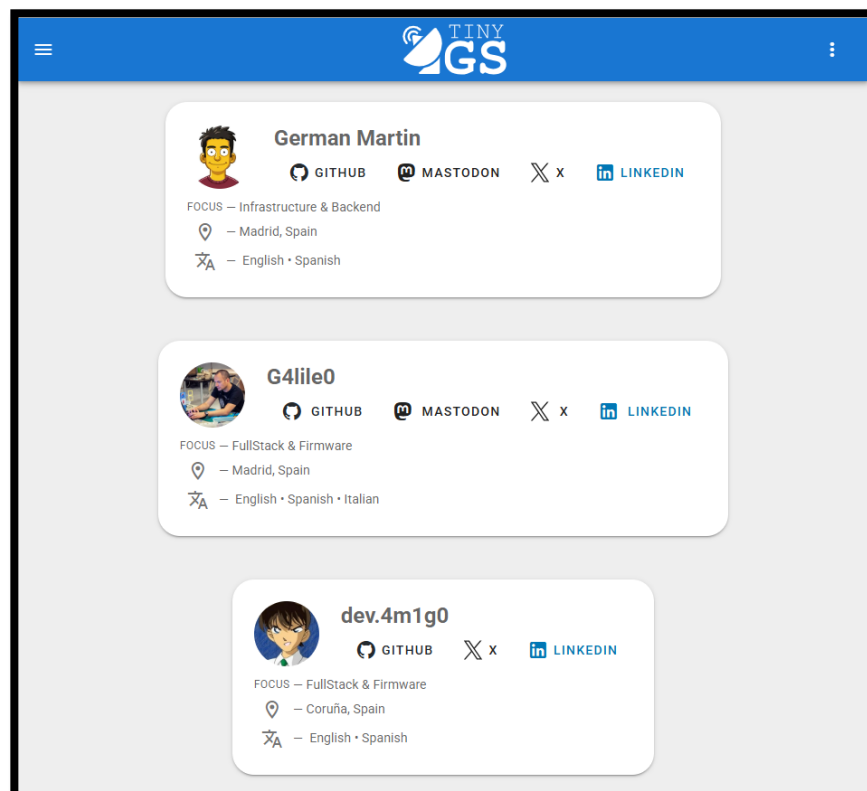 TINY
GS
German Martin
GITHUB MASTODON X LINKEDIN
FOCUS — Infrastructure & Backend
— Madrid, Spain
— English • Spanish
G4lile0
GITHUB MASTODON X LINKEDIN
FOCUS — FullStack & Firmware
— Madrid, Spain
— English • Spanish • Italian
dev.4m1g0
GITHUB X LINKEDIN
FOCUS — FullStack & Firmware
— Coruña, Spain
— English • Spanish